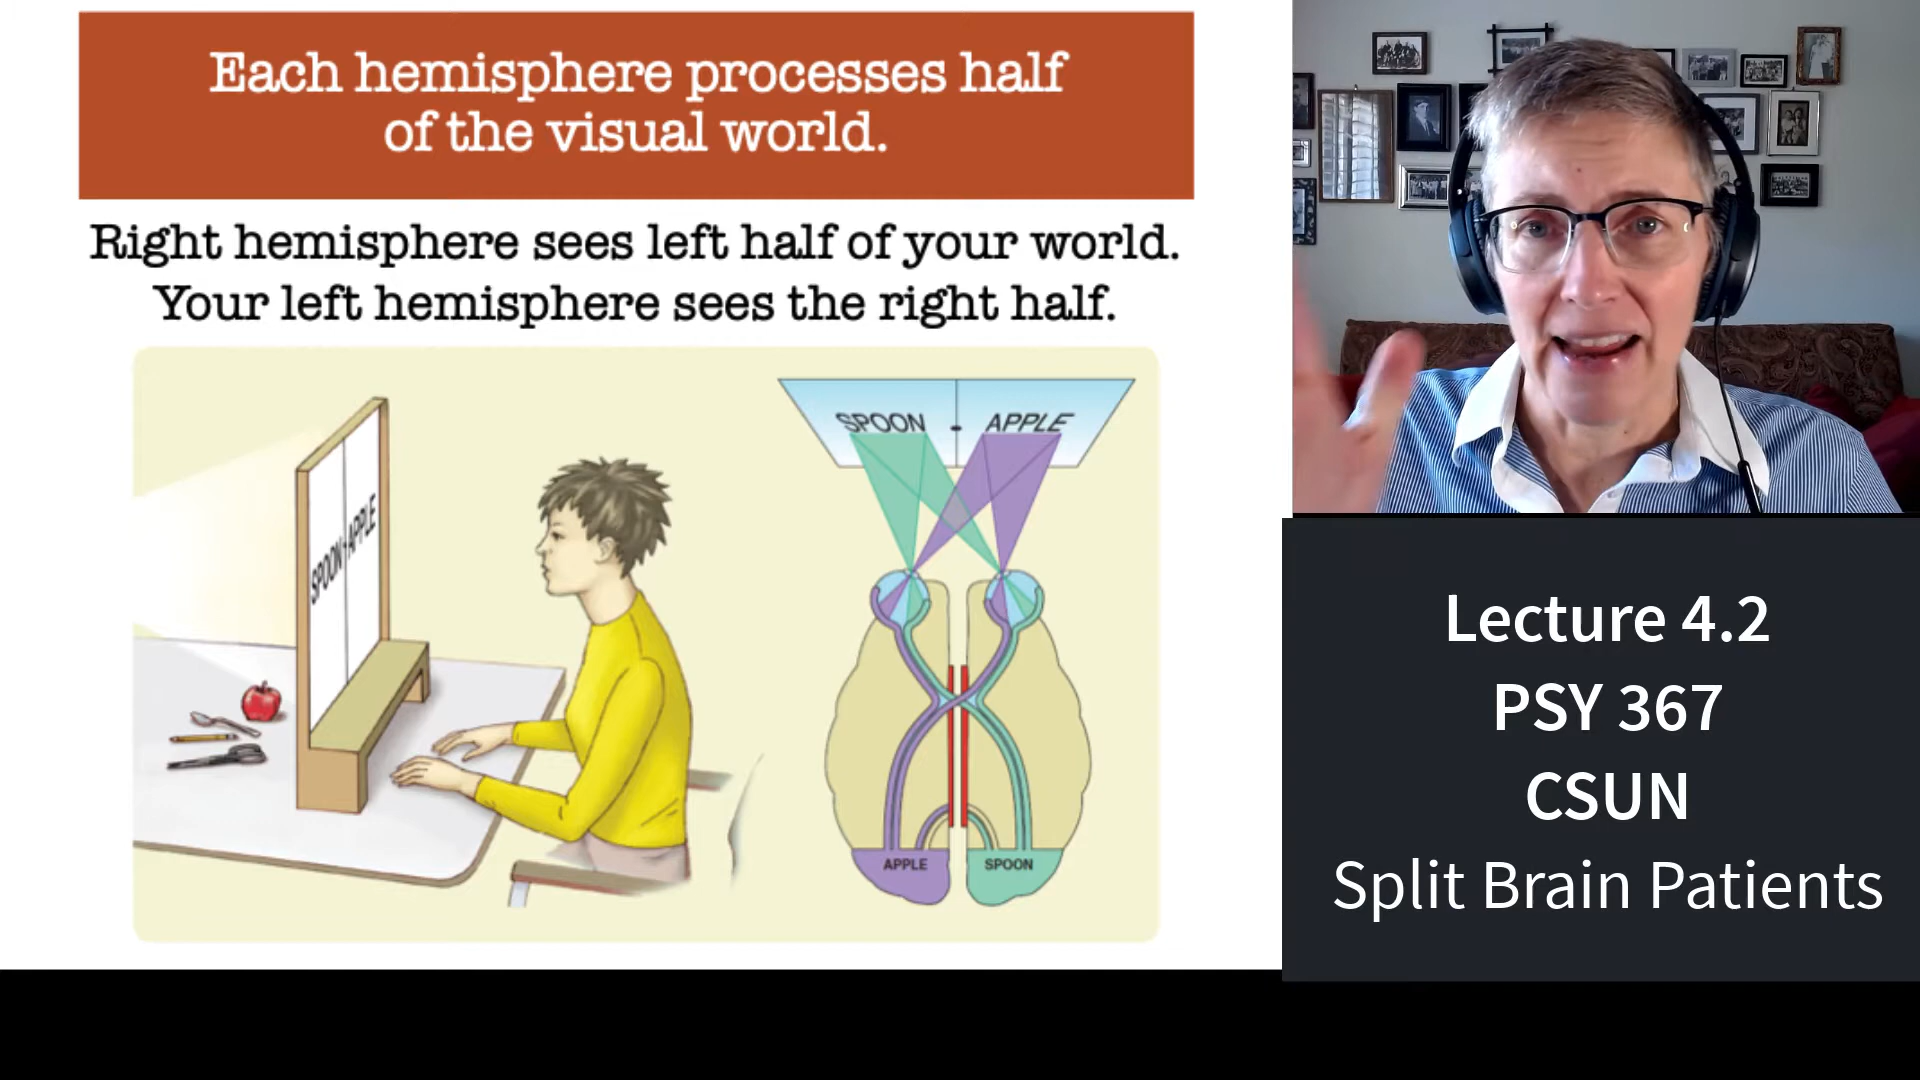 Each hemisphere processes half
of the visual world.
Right hemisphere sees left half of your world.
Your left hemisphere sees the right half.
SPOON - APPLE
SPOON - APPLE
APPLE
SPOON
Lecture 4.2
PSY 367
CSUN
Split Brain Patients